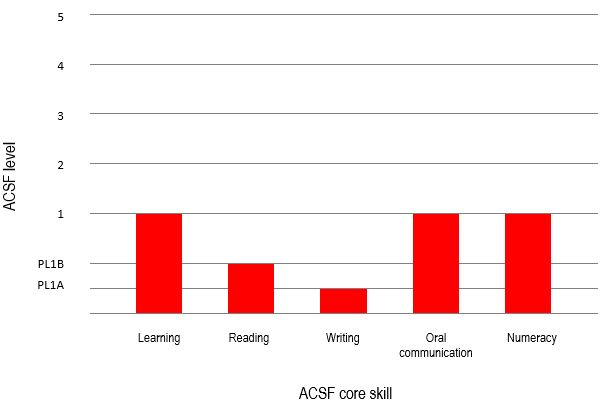 5
4
3
2
1
PL1B
PL1A
ACSF level
Learning
Reading
Writing
Oral
communication
Numeracy
ACSF core skill